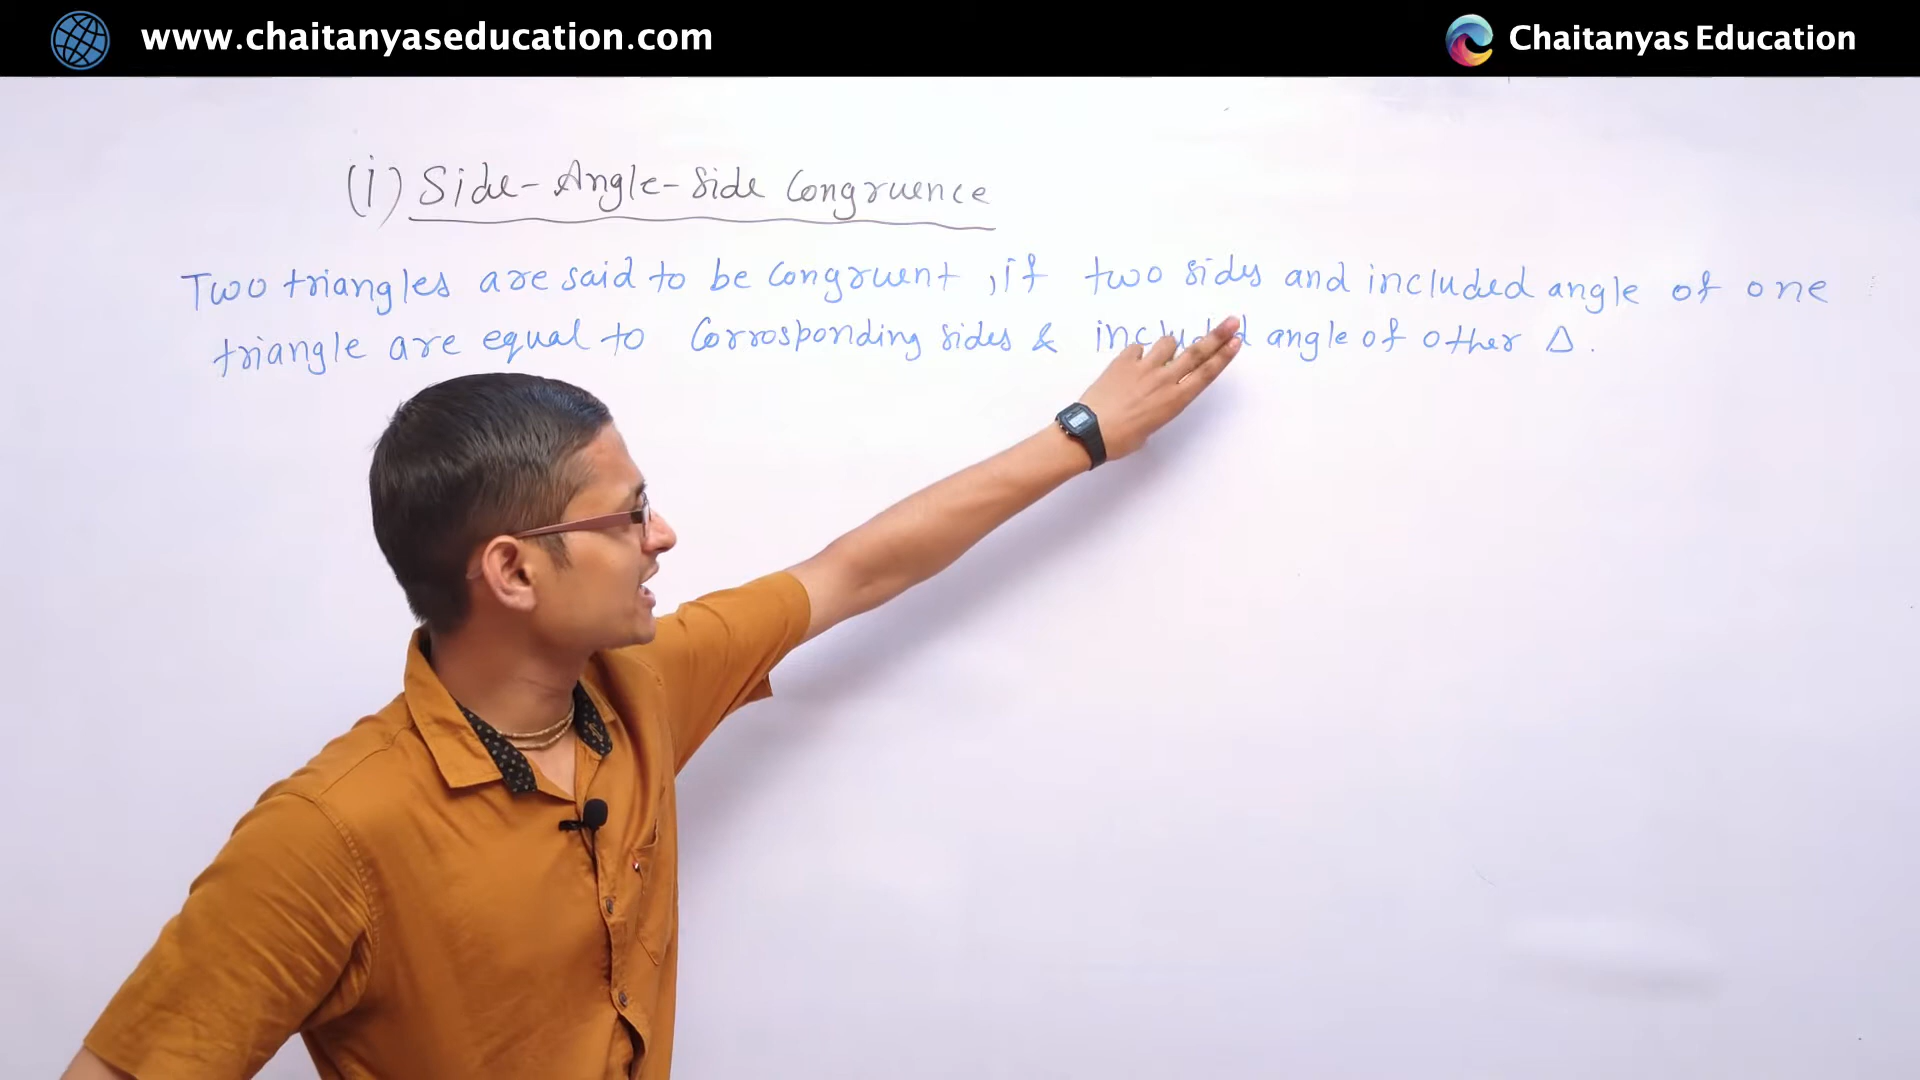 www.chaitanyaseducation.com
Chaitanyas Education
(i) Side-Angle-Side Congruence
Two triangles are said to be congruent, if two sides and included angle of one
triangle are equal to Corrosponding sides & included angle of other Δ.